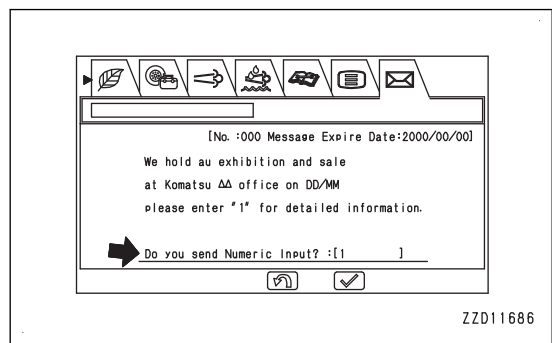 [No. :000 Message Expire Date:2000/00/00]
We hold au exhibition and sale
at Komatsu ΔΔ office on DD/MM
please enter "1" for detailed information.
Do you send Numeric Input? :[1 ]
ZZD11686